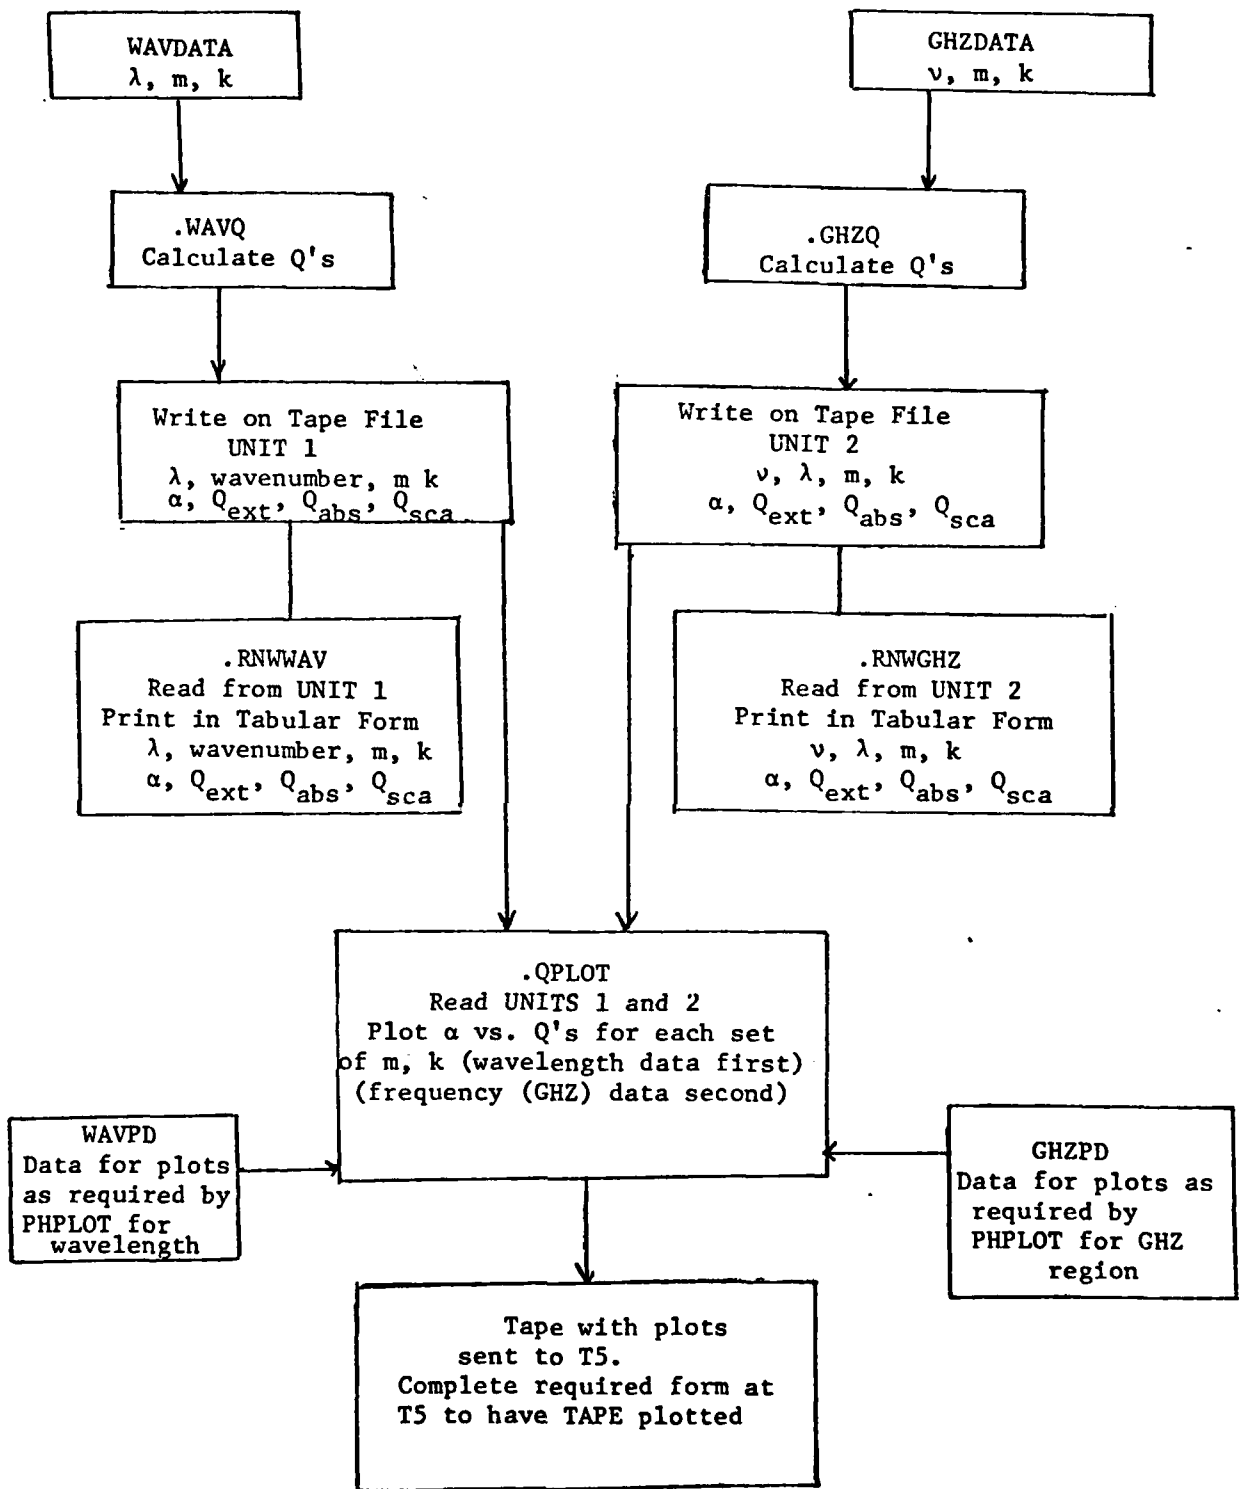 WAVDATA
λ, m, k
GHZDATA
ν, m, k
.WAVQ
Calculate Q's
.GHZQ
Calculate Q's
Write on Tape File
UNIT 1
λ, wavenumber, m k
α, Qext, Qabs, Qsca
Write on Tape File
UNIT 2
ν, λ, m, k
α, Qext, Qabs, Qsca
.RNWWAV
Read from UNIT 1
Print in Tabular Form
λ, wavenumber, m, k
α, Qext, Qabs, Qsca
.RNWGHZ
Read from UNIT 2
Print in Tabular Form
ν, λ, m, k
α, Qext, Qabs, Qsca
.QPLOT
Read UNITS 1 and 2
Plot α vs. Q's for each set
of m, k (wavelength data first)
(frequency (GHZ) data second)
WAVPD
Data for plots
as required by
PHPLOT for
wavelength
GHZPD
Data for plots as
required by
PHPLOT for GHZ
region
Tape with plots
sent to T5.
Complete required form at
T5 to have TAPE plotted